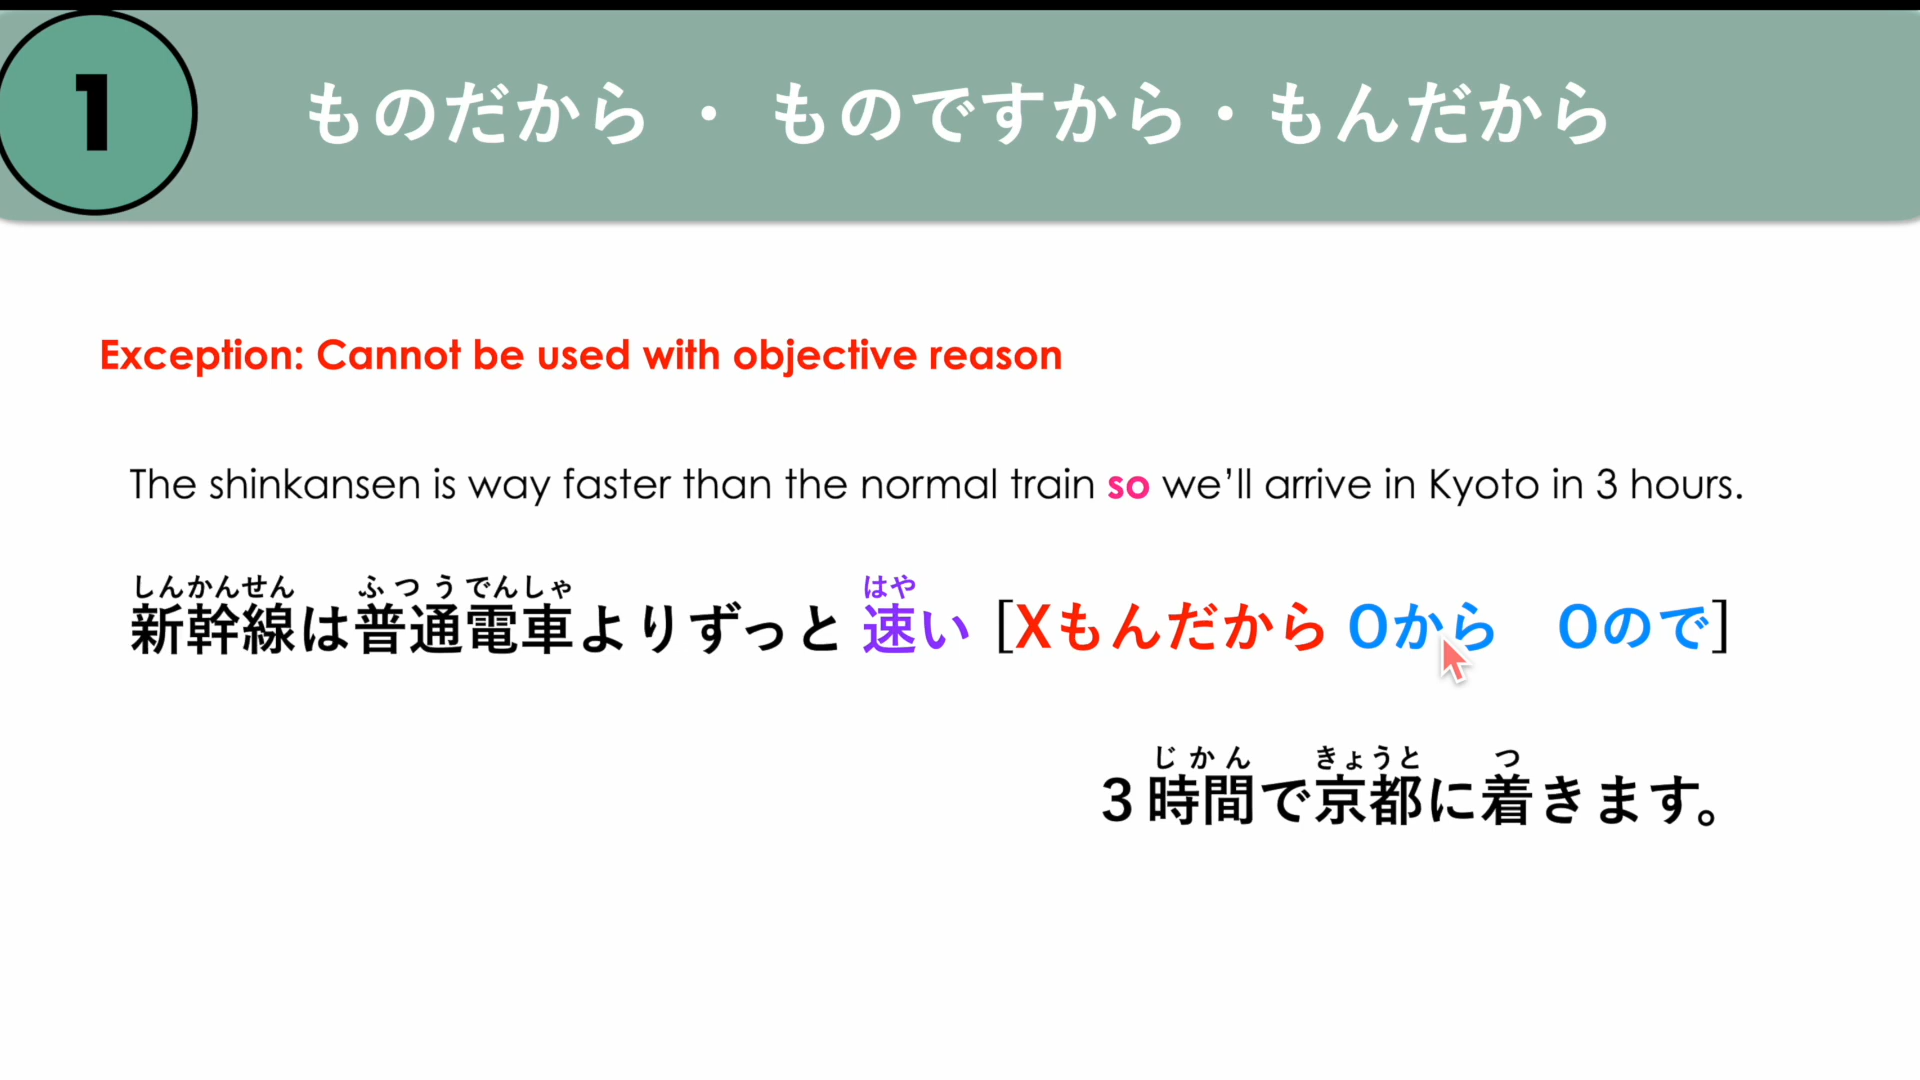 1
ものだから ・ ものですから・もんだから
Exception: Cannot be used with objective reason
The shinkansen is way faster than the normal train so we’ll arrive in Kyoto in 3 hours.
しんかんせん ふつうでんしゃ はや
新幹線は普通電車よりずっと 速い [Xもんだから Oから Oので]
じかん きょうと つ
3時間で京都に着きます。